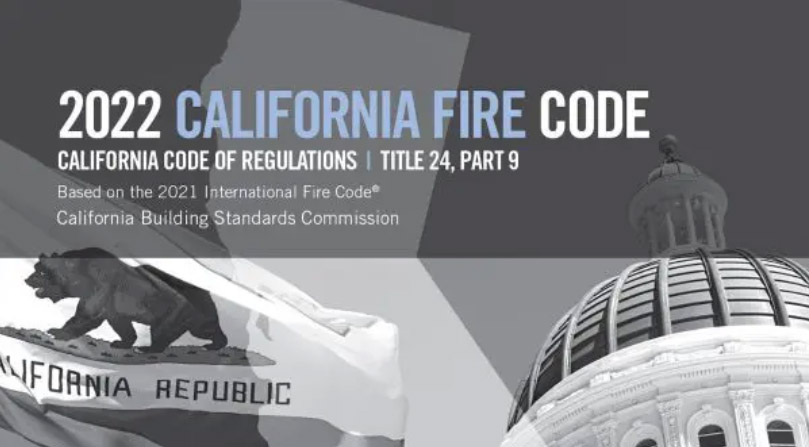 2022 CALIFORNIA FIRE CODE
CALIFORNIA CODE OF REGULATIONS | TITLE 24, PART 9
Based on the 2021 International Fire Code®
California Building Standards Commission
ALIFORNIA REPUBLIC